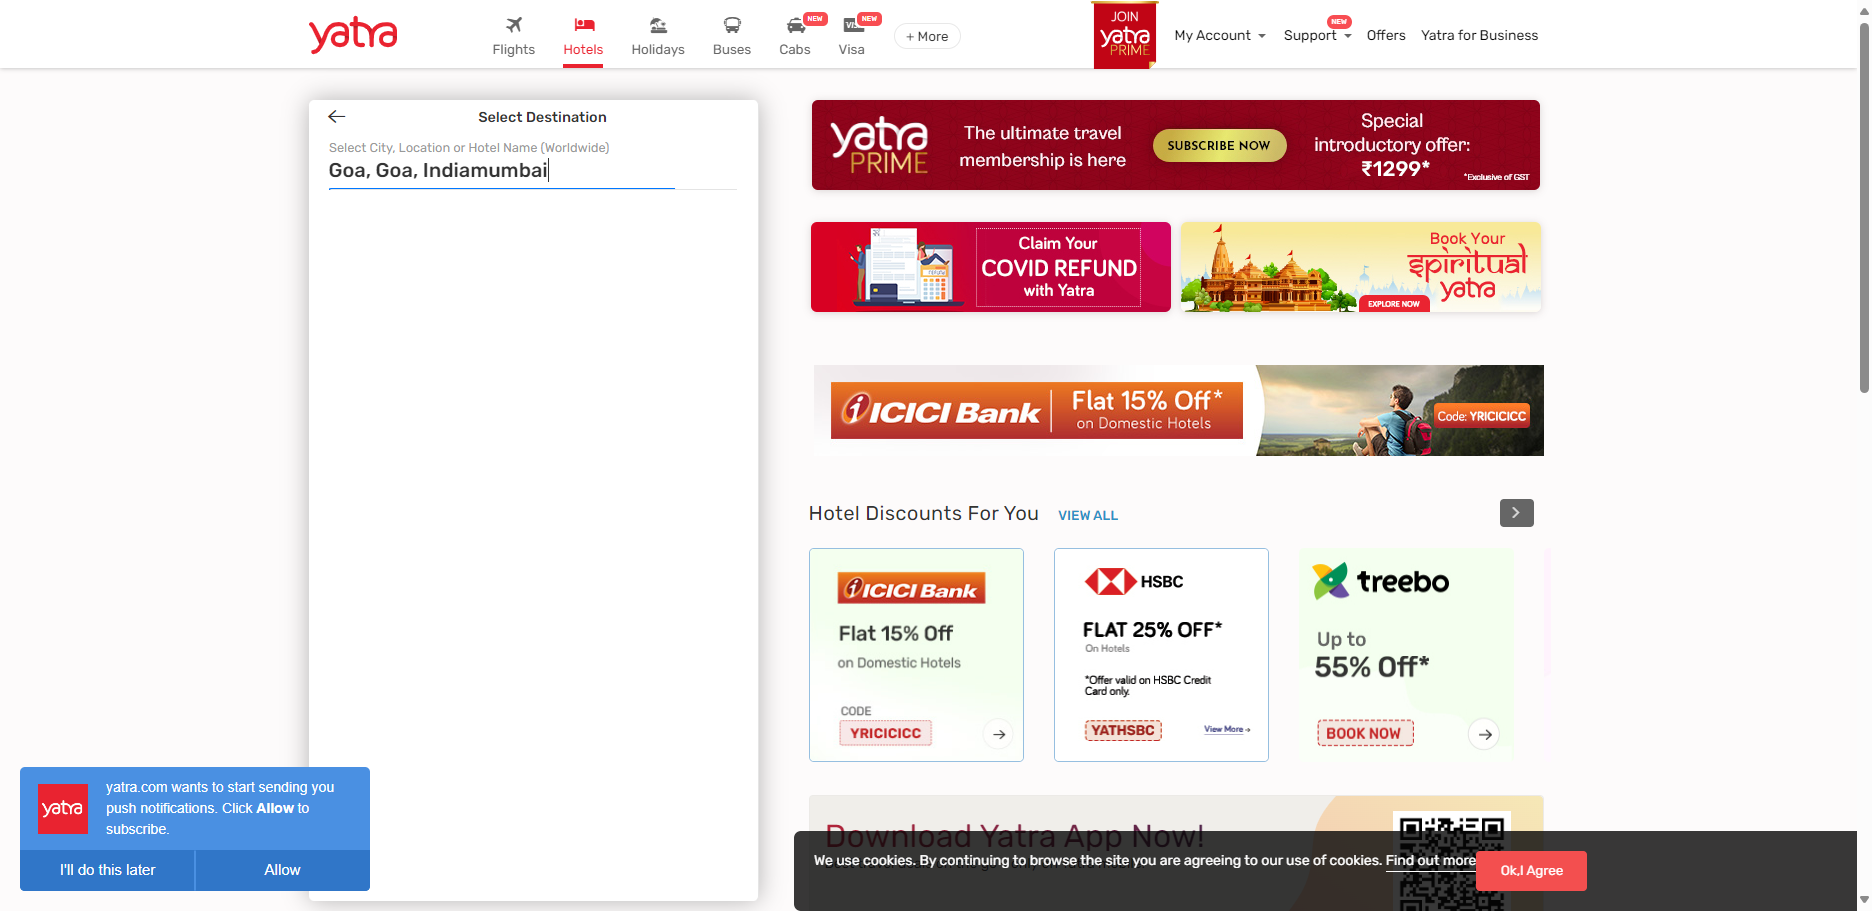 yatra
Flights
Hotels
Holidays
Buses
NEW
Cabs
NEW
Visa
+ More
JOIN
yatra
PRIME
My Account
NEW
Support
Offers
Yatra for Business
Select Destination
Select City, Location or Hotel Name (Worldwide)
Goa, Goa, Indiamumbai
yatra
PRIME
The ultimate travel
membership is here
SUBSCRIBE NOW
Special
introductory offer:
₹1299*
*Exclusive of GST
Claim Your
COVID REFUND
with Yatra
REFUND
Book Your
spiritual
yatra
EXPLORE NOW
ICICI Bank
Flat 15% Off*
on Domestic Hotels
Code: YRICICICC
Hotel Discounts For You
VIEW ALL
ICICI Bank
Flat 15% Off
on Domestic Hotels
CODE
YRICICICC
HSBC
FLAT 25% OFF*
On Hotels
*Offer valid on HSBC Credit
Card only.
YATHSBC
View More
treebo
Up to
55% Off*
BOOK NOW
Download Yatra App Now!
yatra
yatra.com wants to start sending you
push notifications. Click Allow to
subscribe.
I'll do this later
Allow
We use cookies. By continuing to browse the site you are agreeing to our use of cookies. Find out more
Ok,I Agree